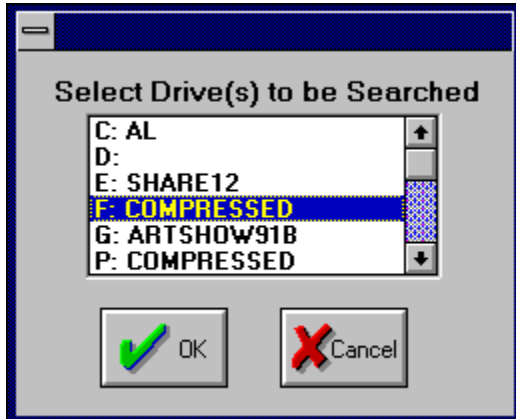 Select Drive(s) to be Searched
C: AL
D:
E: SHARE12
F: COMPRESSED
G: ARTSHOW91B
P: COMPRESSED
OK
Cancel